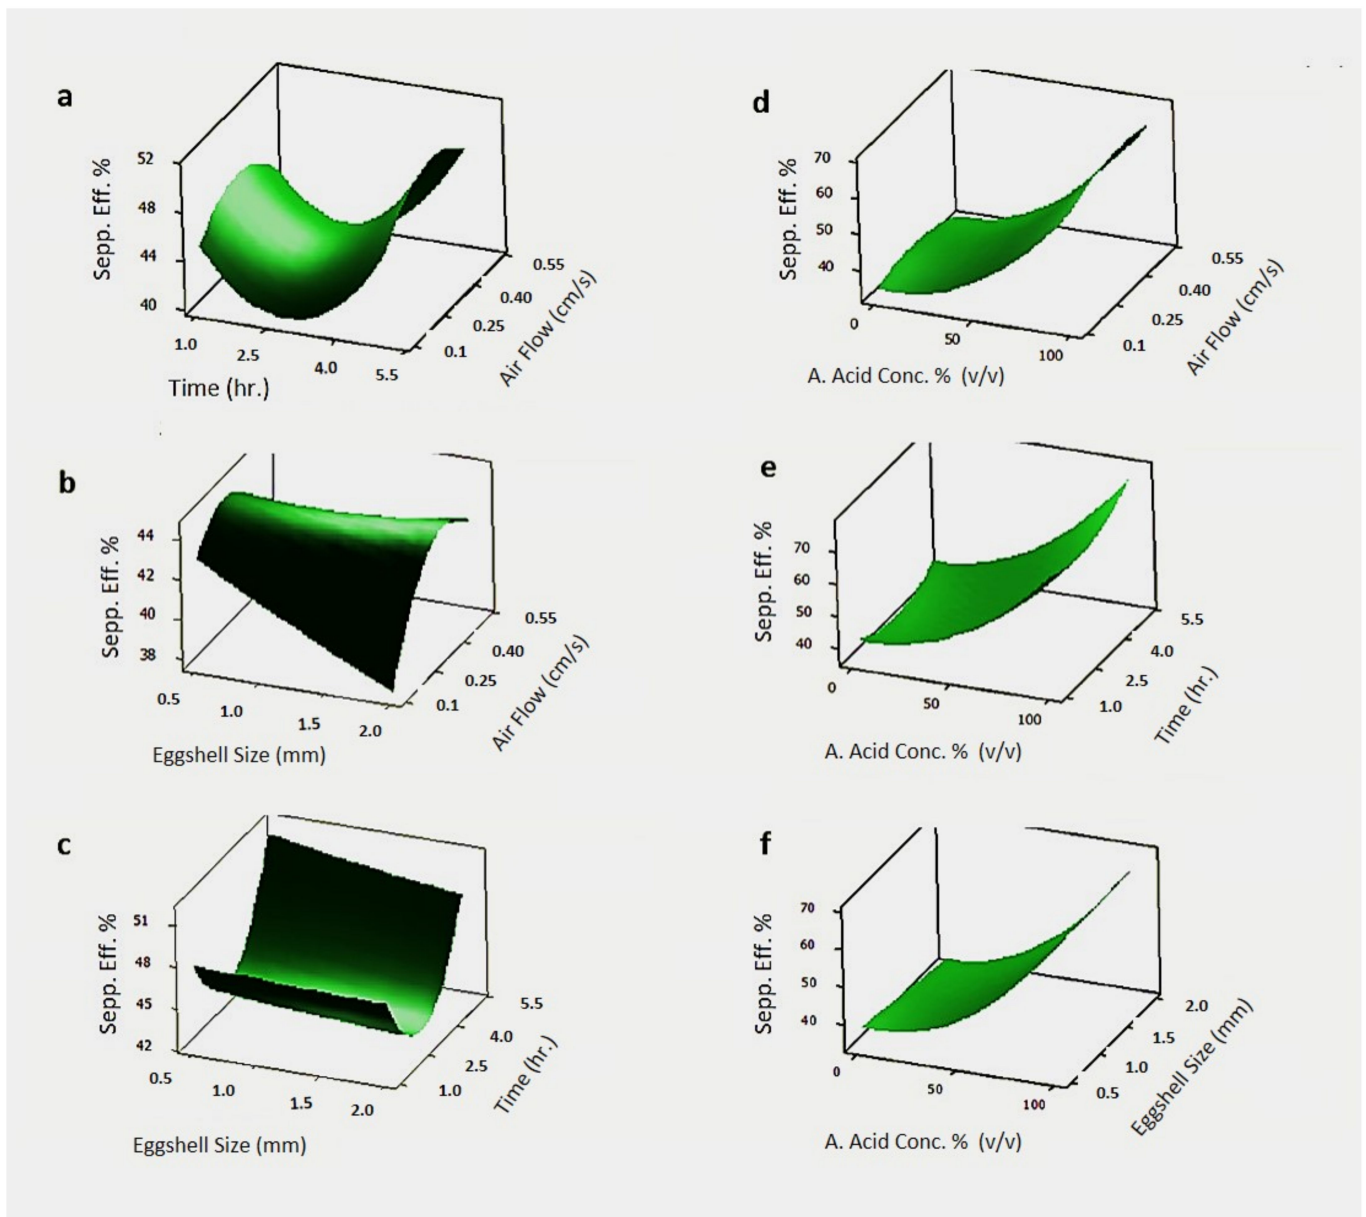 a
Sepp. Eff. %
52
48
44
40
1.0
2.5
4.0
5.5
Time (hr.)
0.1
0.25
0.40
0.55
Air Flow (cm/s)
d
Sepp. Eff. %
70
60
50
40
0
50
100
A. Acid Conc. % (v/v)
0.1
0.25
0.40
0.55
Air Flow (cm/s)
b
Sepp. Eff. %
44
42
40
38
0.5
1.0
1.5
2.0
Eggshell Size (mm)
0.1
0.25
0.40
0.55
Air Flow (cm/s)
e
Sepp. Eff. %
70
60
50
40
0
50
100
A. Acid Conc. % (v/v)
1.0
2.5
4.0
5.5
Time (hr.)
c
Sepp. Eff. %
51
48
45
42
0.5
1.0
1.5
2.0
Eggshell Size (mm)
1.0
2.5
4.0
5.5
Time (hr.)
f
Sepp. Eff. %
70
60
50
40
0
50
100
A. Acid Conc. % (v/v)
0.5
1.0
1.5
2.0
Eggshell Size (mm)